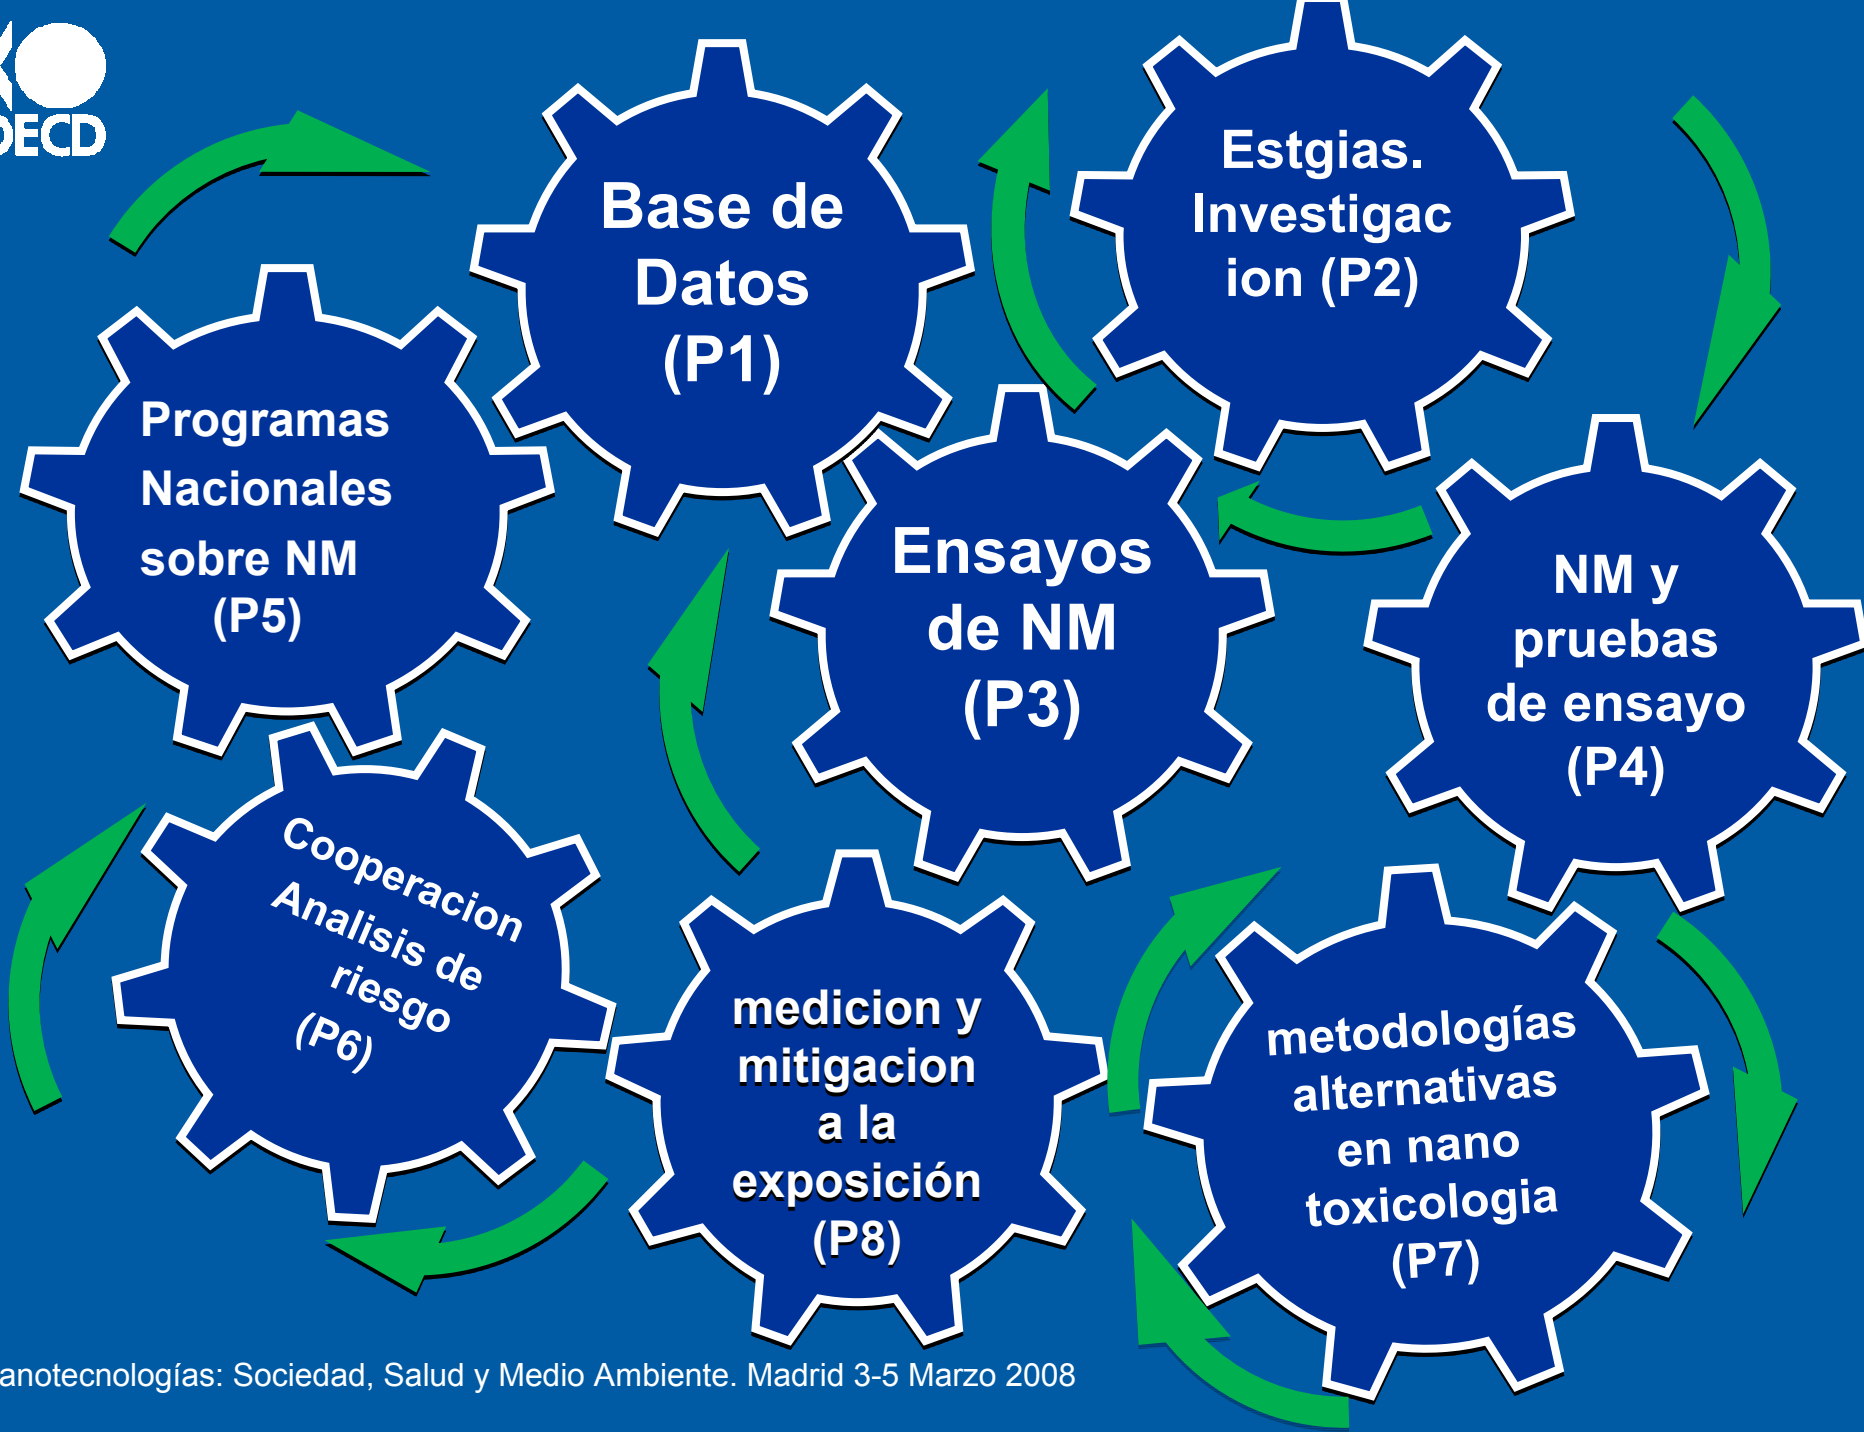 OECD
Base de
Datos
(P1)
Estgias.
Investigac
ion (P2)
Programas
Nacionales
sobre NM
(P5)
Ensayos
de NM
(P3)
NM y
pruebas
de ensayo
(P4)
Cooperacion
Analisis de
riesgo
(P6)
medicion y
mitigacion
a la
exposición
(P8)
metodologías
alternativas
en nano
toxicologia
(P7)
anotecnologías: Sociedad, Salud y Medio Ambiente. Madrid 3-5 Marzo 2008